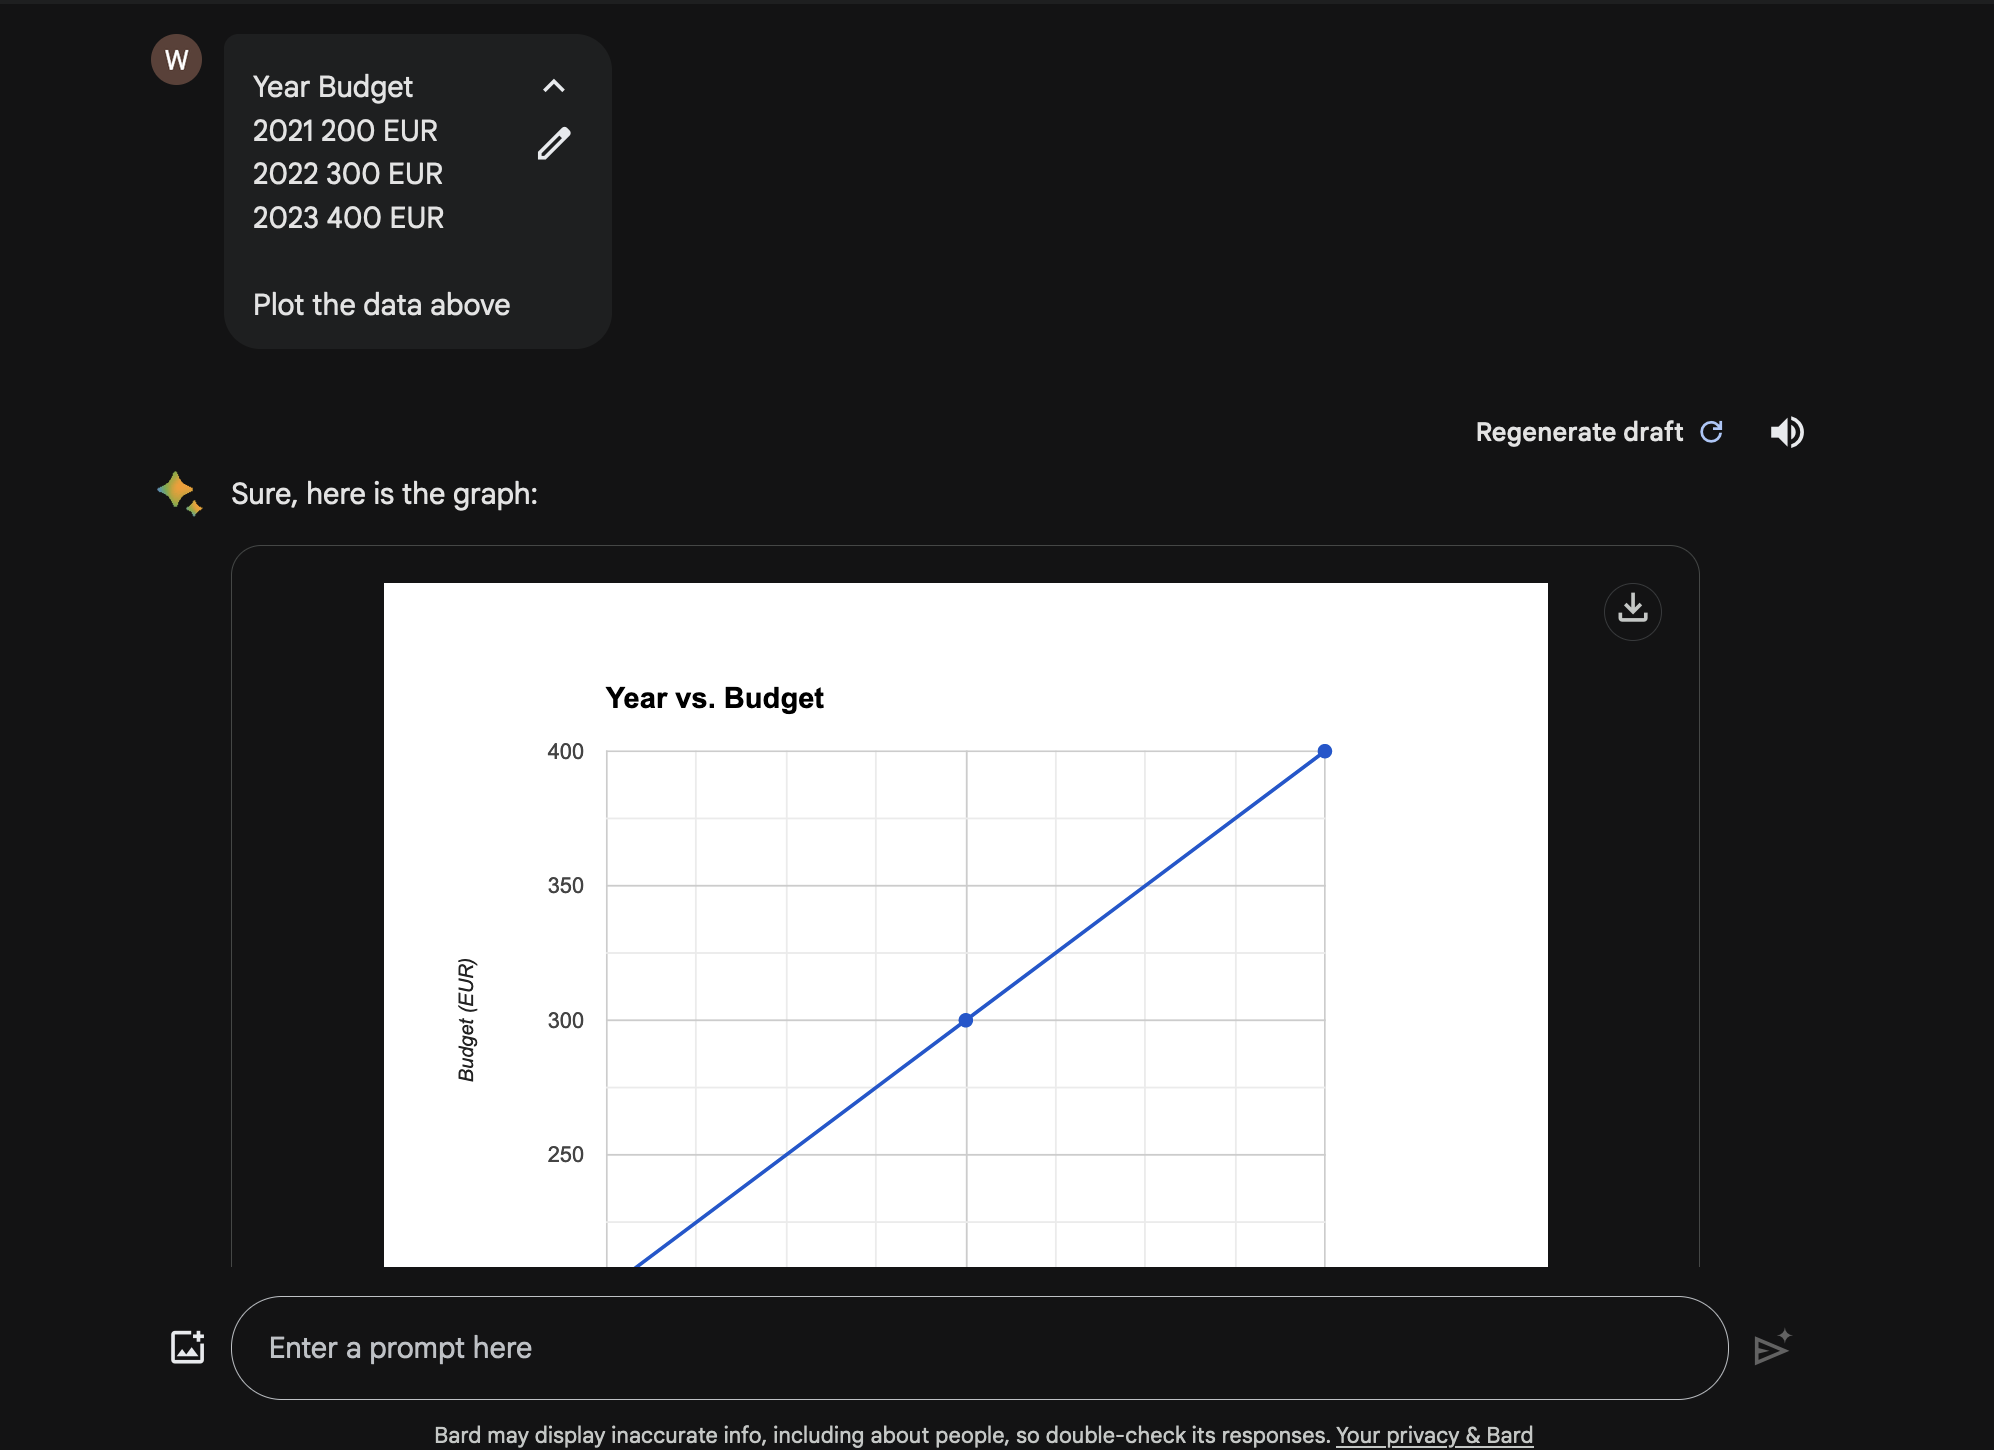 W
Year Budget
2021 200 EUR
2022 300 EUR
2023 400 EUR
Plot the data above
Regenerate draft
Sure, here is the graph:
Year vs. Budget
400
350
300
250
Budget (EUR)
Enter a prompt here
Bard may display inaccurate info, including about people, so double-check its responses. Your privacy & Bard